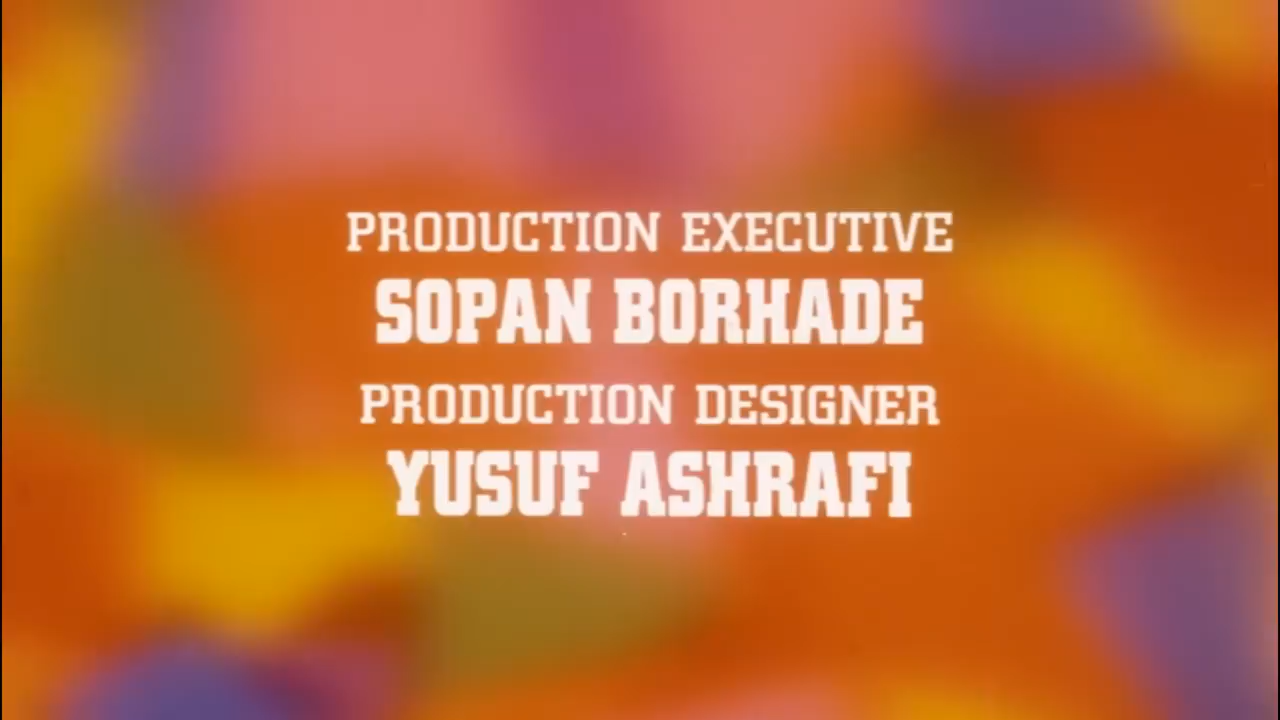 PRODUCTION EXECUTIVE
SOPAN BORHADE
PRODUCTION DESIGNER
YUSUF ASHRAFI